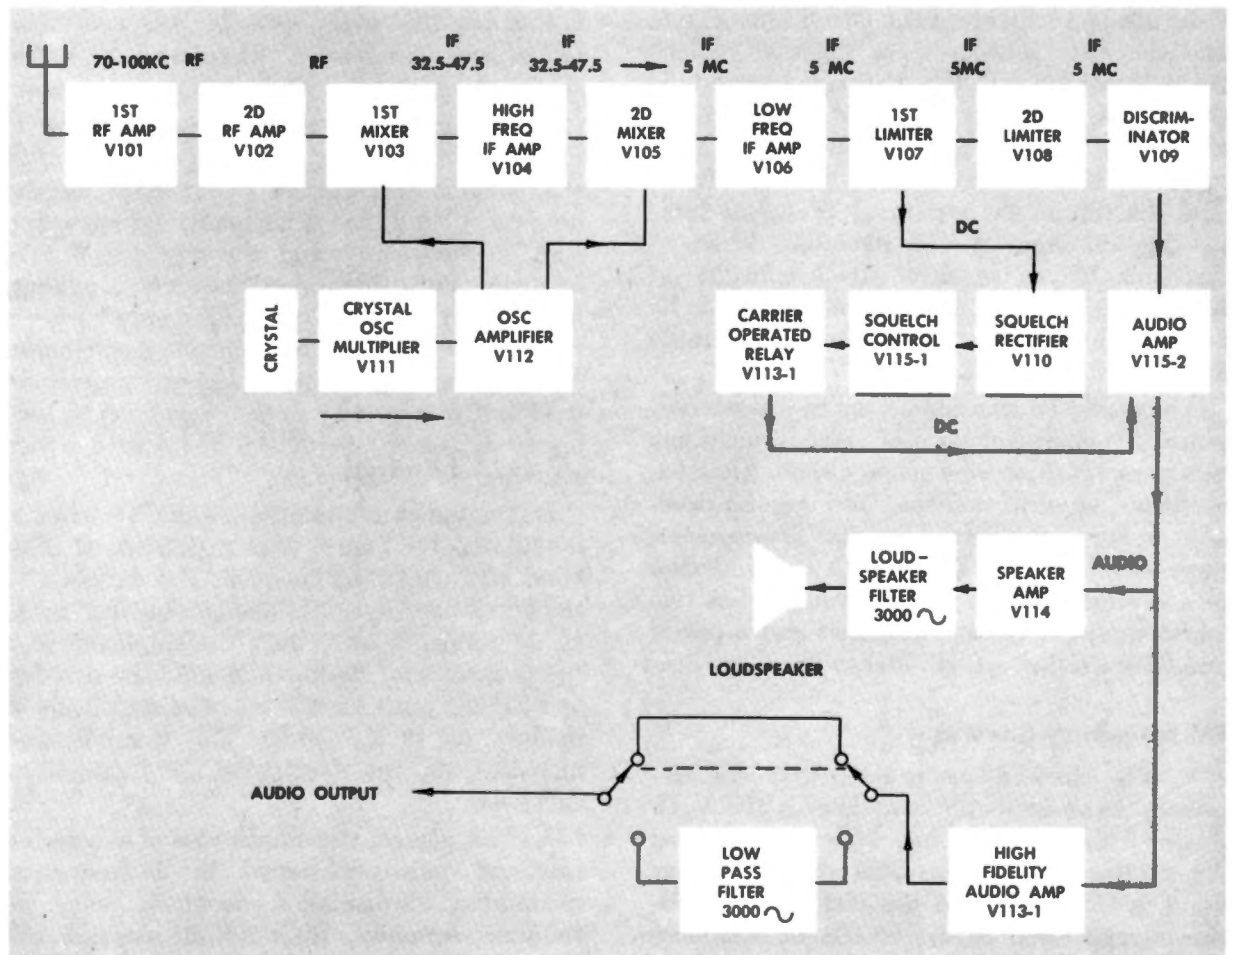 70-100KC RF
RF
IF
32.5-47.5
IF
32.5-47.5
IF
5 MC
IF
5 MC
IF
5MC
IF
5 MC
1ST
RF AMP
V101
2D
RF AMP
V102
1ST
MIXER
V103
HIGH
FREQ
IF AMP
V104
2D
MIXER
V105
LOW
FREQ
IF AMP
V106
1ST
LIMITER
V107
2D
LIMITER
V108
DISCRIM-
INATOR
V109
DC
CRYSTAL
CRYSTAL
OSC
MULTIPLIER
V111
OSC
AMPLIFIER
V112
CARRIER
OPERATED
RELAY
V113-1
SQUELCH
CONTROL
V115-1
SQUELCH
RECTIFIER
V110
AUDIO
AMP
V115-2
DC
LOUD-
SPEAKER
FILTER
3000
SPEAKER
AMP
V114
AUDIO
LOUDSPEAKER
AUDIO OUTPUT
LOW
PASS
FILTER
3000
HIGH
FIDELITY
AUDIO AMP
V113-1